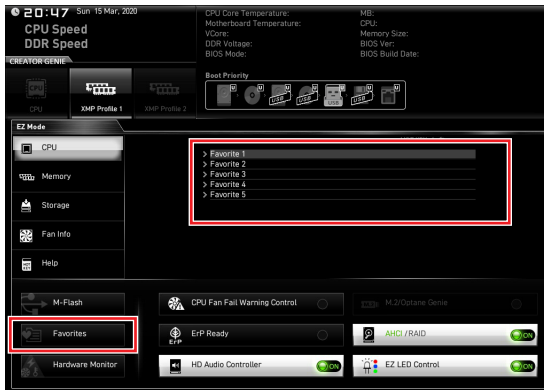 20:47 Sun 15 Mar, 2020
CPU Speed
DDR Speed
CPU Core Temperature:
Motherboard Temperature:
VCore:
DDR Voltage:
BIOS Mode:
MB:
CPU:
Memory Size:
BIOS Ver:
BIOS Build Date:
CREATOR GENIE
CPU
XMP Profile 1
XMP Profile 2
Boot Priority
U U U U U U U
USB USB USB USB
EZ Mode
CPU
Memory
Storage
Fan Info
Help
> Favorite 1
> Favorite 2
> Favorite 3
> Favorite 4
> Favorite 5
M-Flash
Favorites
Hardware Monitor
CPU Fan Fail Warning Control
ErP
ErP Ready
HD Audio Controller
ON
M.2/Optane Genie
AHCI /RAID
ON
EZ LED Control
ON